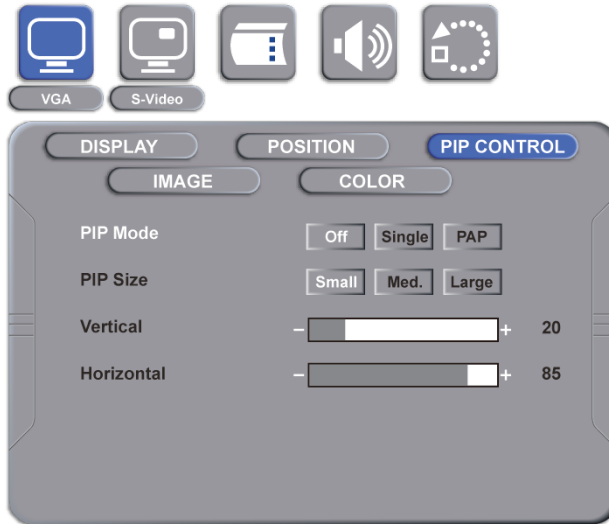 VGA S-Video
DISPLAY POSITION PIP CONTROL
IMAGE COLOR
PIP Mode Off Single PAP
PIP Size Small Med. Large
Vertical – + 20
Horizontal – + 85